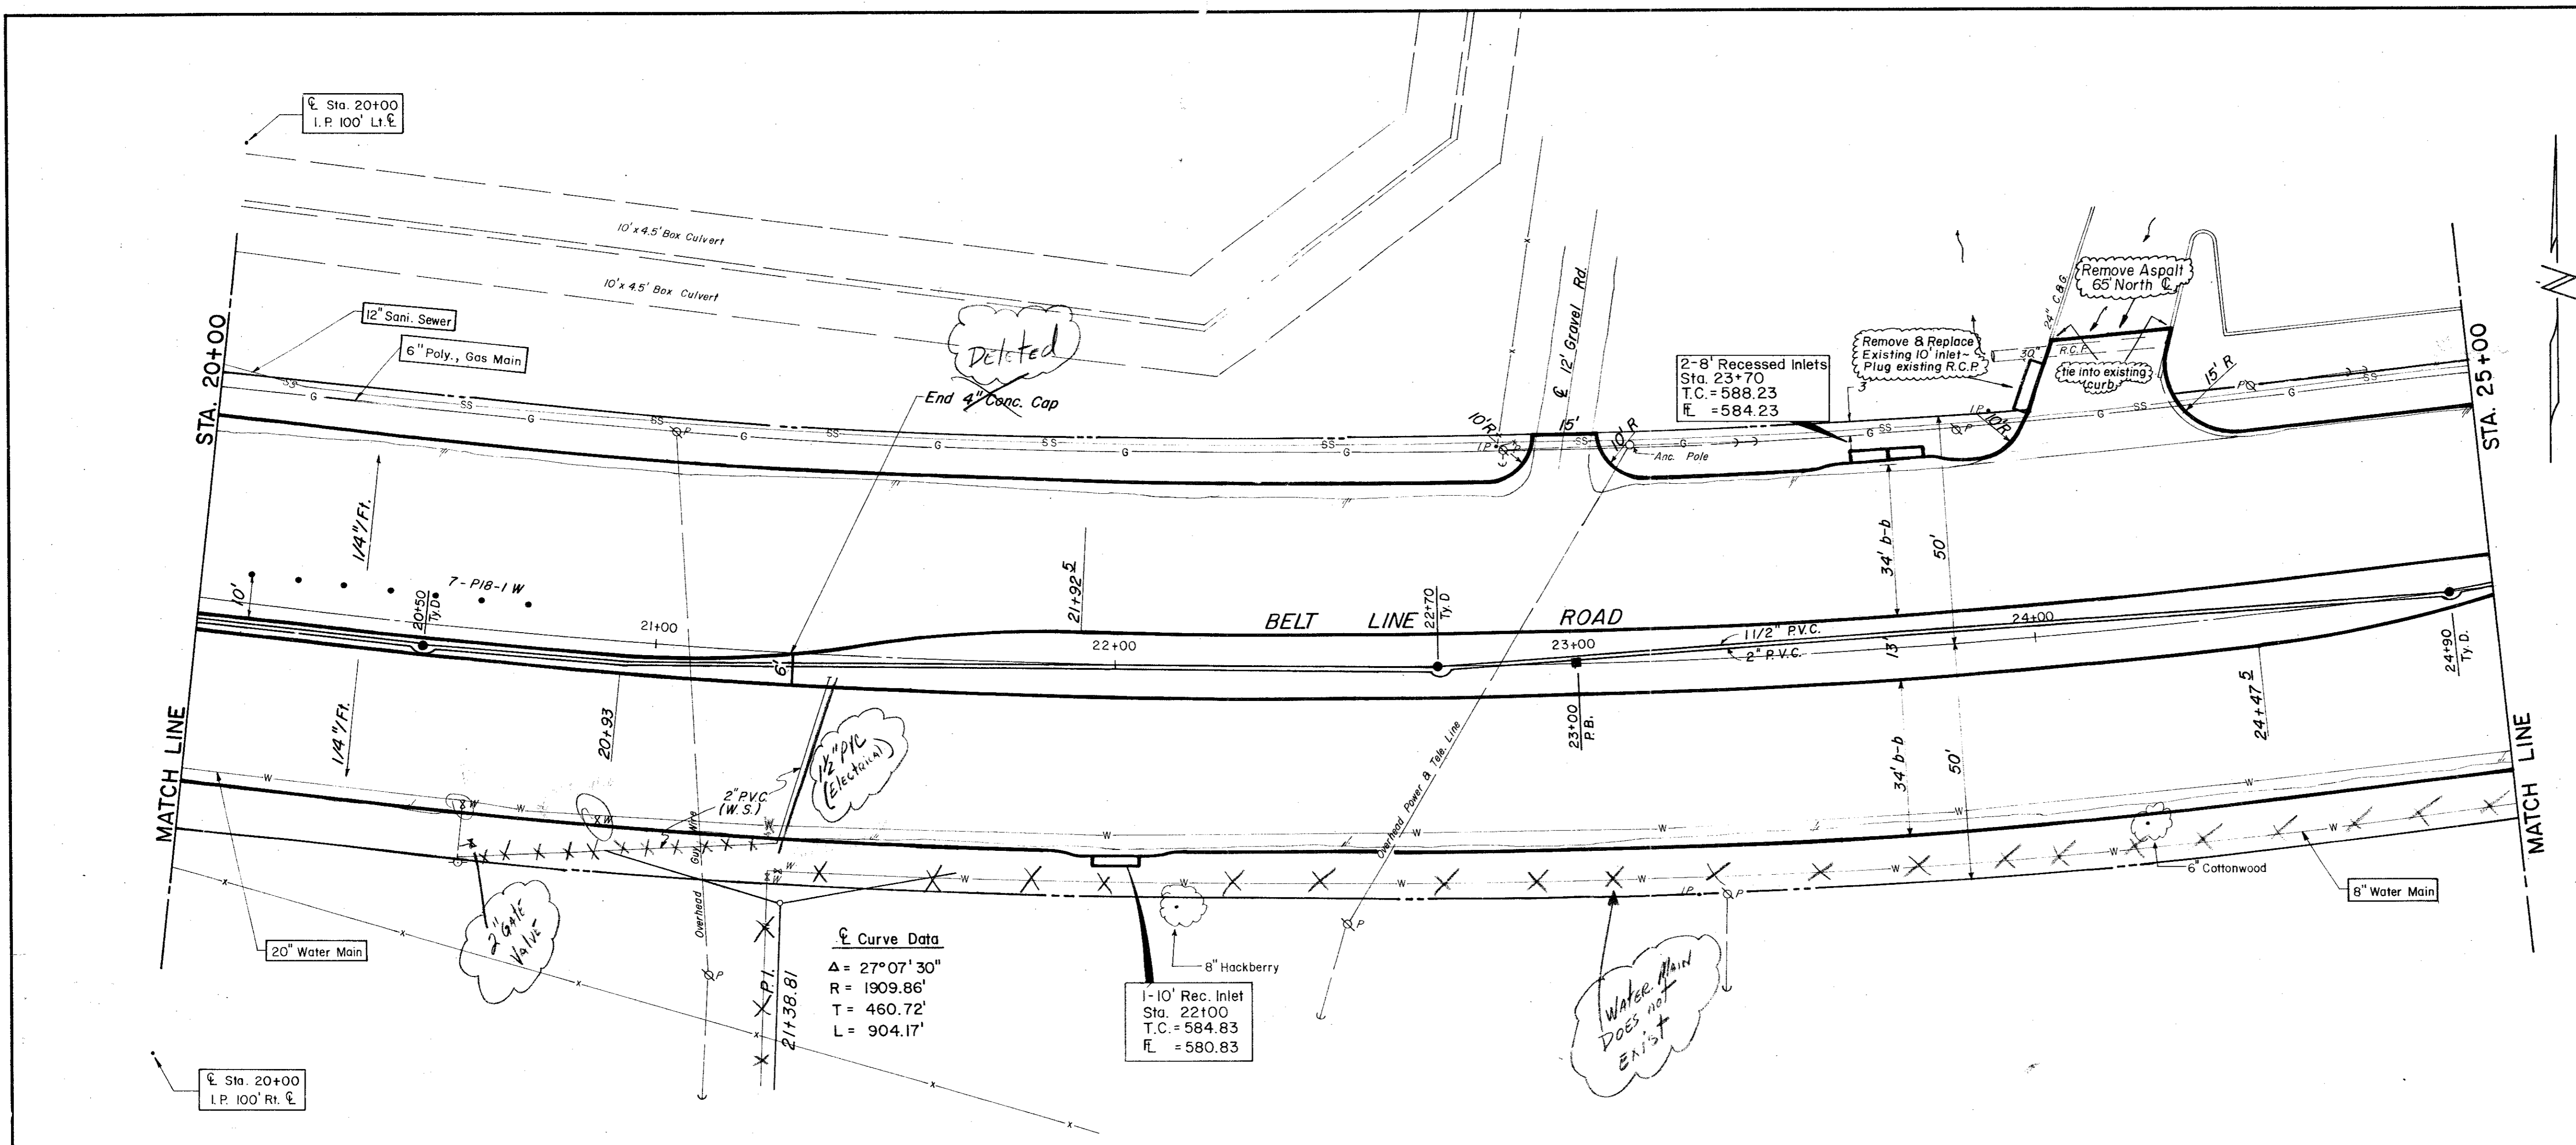 ℄ Sta. 20+00
I.P. 100' Lt. ℄
10' x 4.5' Box Culvert
10' x 4.5' Box Culvert
12" Sani. Sewer
6" Poly., Gas Main
STA. 20+00
Deleted
End 4" Conc. Cap
℄ 12' Gravel Rd.
2-8' Recessed Inlets
Sta. 23+70
T.C. = 588.23
FL = 584.23
Remove & Replace
Existing 10' inlet~
Plug existing R.C.P.
3
24" C.&G.
Remove Aspalt
65' North ℄
30" R.C.P.
tie into existing
curb
15' R
STA. 25+00
10' R
15'
10' R
Anc. Pole
I.P.
I.P.
10' R
1/4"/Ft.
10'
7-P18-1 W
20+50
Ty. D
21+00
21+92 5
22+00
BELT LINE ROAD
22+70
Ty. D
23+00
1 1/2" P.V.C.
2" P.V.C.
34' b-b
50'
13'
24+00
24+90
Ty. D.
6'
1/4"/Ft.
20+93
23+00
P.B.
24+47 5
34' b-b
50'
MATCH LINE
MATCH LINE
1½" PVC
(Electrical)
2" P.V.C.
(W.S.)
8" W
8" W
Overhead Guy Wire
Overhead Power & Tele. Line
2" Gate
Valve
20" Water Main
P.I.
21+38.81
℄ Curve Data
Δ = 27°07'30"
R = 1909.86'
T = 460.72'
L = 904.17'
8" Hackberry
1-10' Rec. Inlet
Sta. 22+00
T.C. = 584.83
FL = 580.83
I.P.
Water Main
Does not
Exist
6" Cottonwood
8" Water Main
℄ Sta. 20+00
I.P. 100' Rt. ℄